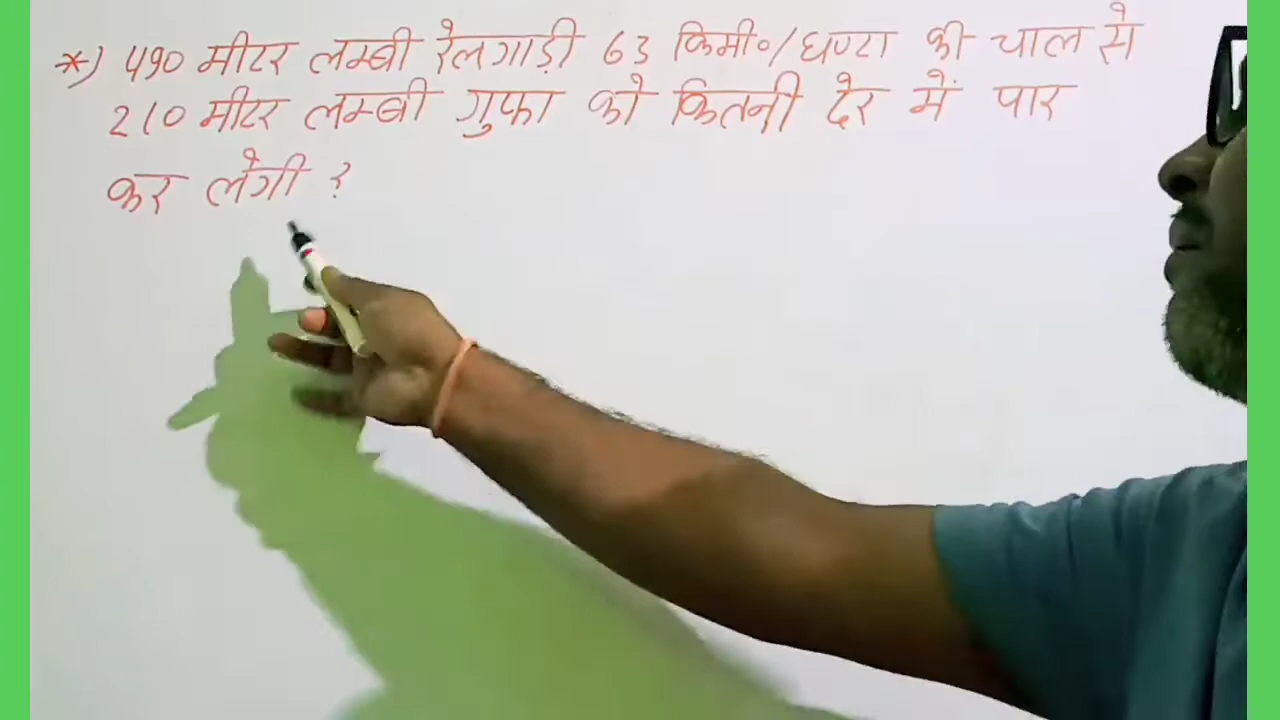 *) 490 मीटर लम्बी रेलगाड़ी 63 किमी०/घण्टा की चाल से
210 मीटर लम्बी गुफा को कितनी देर में पार
कर लेगी ?